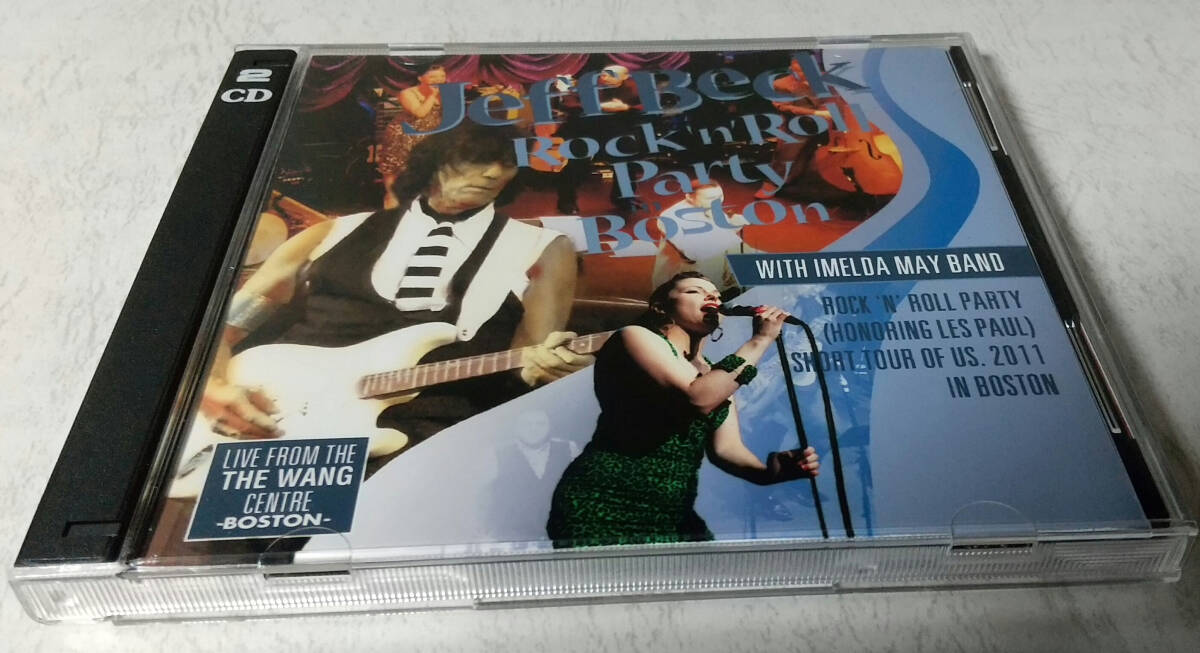 2
CD
Jeff Beck
Rock 'n' Roll
Party
in
Boston
WITH IMELDA MAY BAND
ROCK 'N' ROLL PARTY
(HONORING LES PAUL)
SHORT TOUR OF US. 2011
IN BOSTON
LIVE FROM THE
THE WANG
CENTRE
-BOSTON-